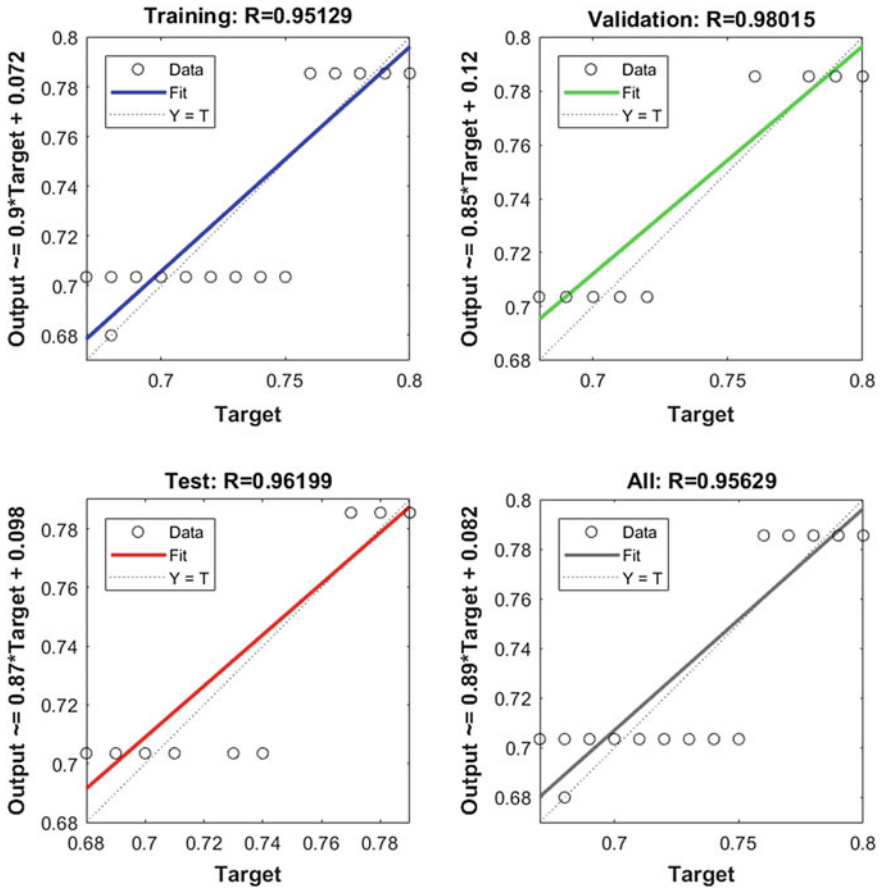 Training: R=0.95129
Output ~= 0.9*Target + 0.072
0.8
0.78
0.76
0.74
0.72
0.7
0.68
Data
Fit
Y = T
0.7 0.75 0.8
Target
Validation: R=0.98015
Output ~= 0.85*Target + 0.12
0.8
0.78
0.76
0.74
0.72
0.7
0.68
Data
Fit
Y = T
0.7 0.75 0.8
Target
Test: R=0.96199
Output ~= 0.87*Target + 0.098
0.78
0.76
0.74
0.72
0.7
0.68
Data
Fit
Y = T
0.68 0.7 0.72 0.74 0.76 0.78
Target
All: R=0.95629
Output ~= 0.89*Target + 0.082
0.8
0.78
0.76
0.74
0.72
0.7
0.68
Data
Fit
Y = T
0.7 0.75 0.8
Target